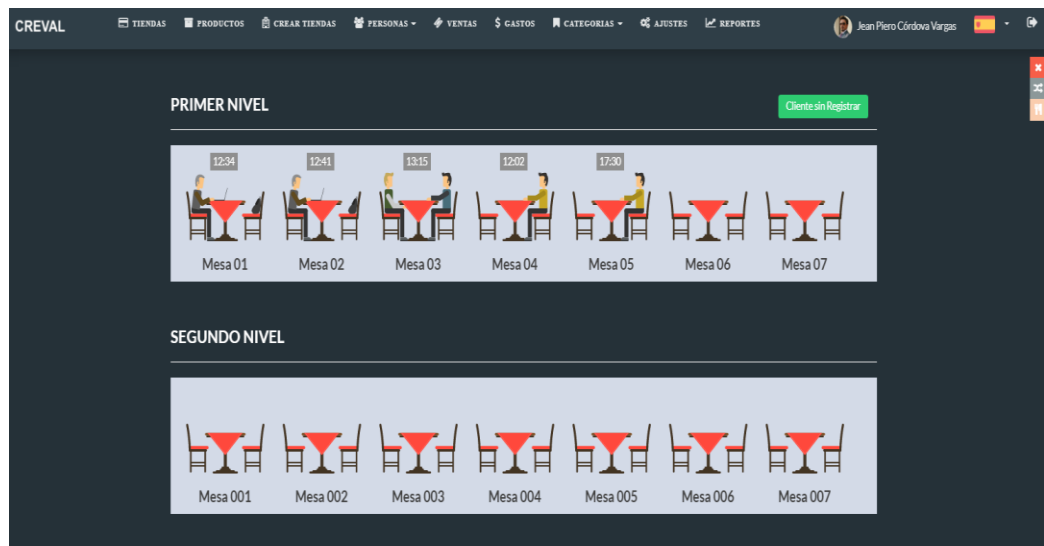 CREVAL TIENDAS PRODUCTOS CREAR TIENDAS PERSONAS VENTAS $ GASTOS CATEGORIAS AJUSTES REPORTES Jean Piero Córdova Vargas
PRIMER NIVEL Cliente sin Registrar
12:34 12:41 13:15 12:02 17:30
Mesa 01 Mesa 02 Mesa 03 Mesa 04 Mesa 05 Mesa 06 Mesa 07
SEGUNDO NIVEL
Mesa 001 Mesa 002 Mesa 003 Mesa 004 Mesa 005 Mesa 006 Mesa 007